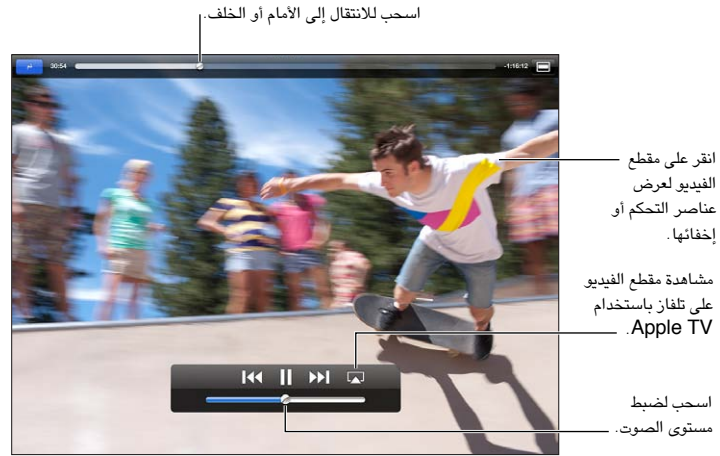 اسحب للانتقال إلى الأمام أو الخلف.
30:54
-1:16:12
انقر على مقطع
الفيديو لعرض
عناصر التحكم أو
إخفائها.
مشاهدة مقطع الفيديو
على تلفاز باستخدام
Apple TV.
اسحب لضبط
مستوى الصوت.